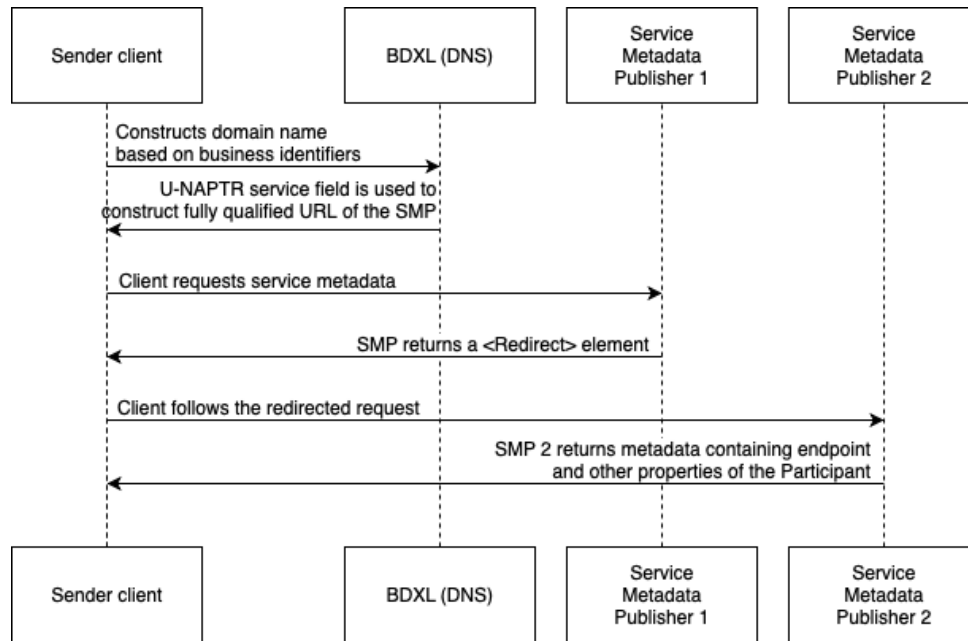 Sender client
BDXL (DNS)
Service
Metadata
Publisher 1
Service
Metadata
Publisher 2
Constructs domain name
based on business identifiers
U-NAPTR service field is used to
construct fully qualified URL of the SMP
Client requests service metadata
SMP returns a <Redirect> element
Client follows the redirected request
SMP 2 returns metadata containing endpoint
and other properties of the Participant
Sender client
BDXL (DNS)
Service
Metadata
Publisher 1
Service
Metadata
Publisher 2